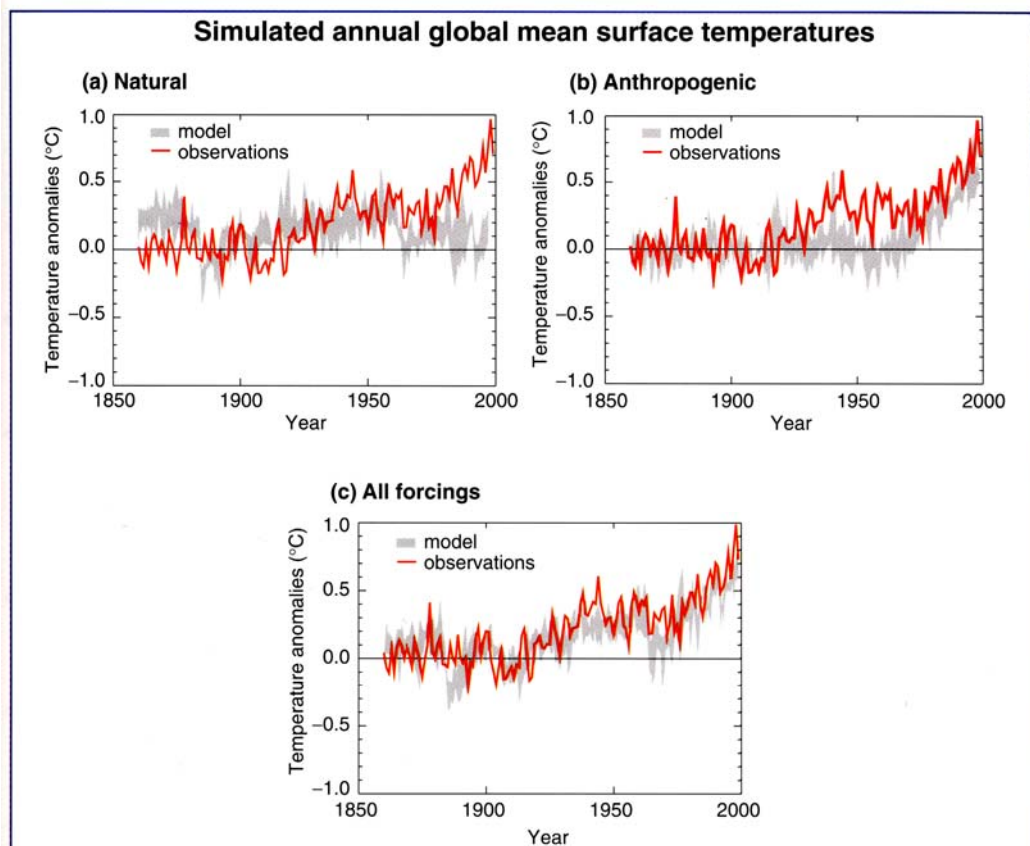 Simulated annual global mean surface temperatures
(a) Natural
1.0
0.5
0.0
−0.5
−1.0
Temperature anomalies (°C)
model
observations
1850 1900 1950 2000
Year
(b) Anthropogenic
1.0
0.5
0.0
−0.5
−1.0
Temperature anomalies (°C)
model
observations
1850 1900 1950 2000
Year
(c) All forcings
1.0
0.5
0.0
−0.5
−1.0
Temperature anomalies (°C)
model
observations
1850 1900 1950 2000
Year